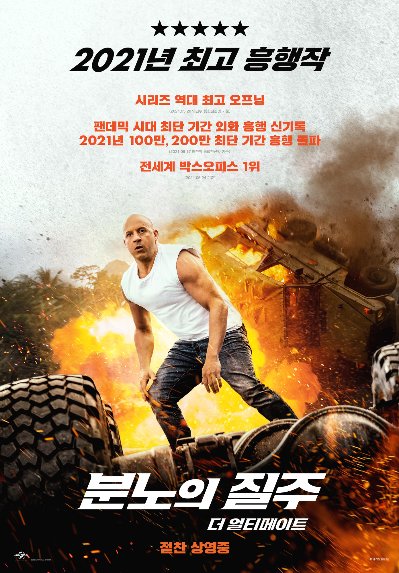 ★★★★★
2021년 최고 흥행작
시리즈 역대 최고 오프닝
팬데믹 시대 최단 기간 외화 흥행 신기록
2021년 100만, 200만 최단 기간 흥행 돌파
전세계 박스오피스 1위
분노의 질주
더 얼티메이트
절찬 상영중